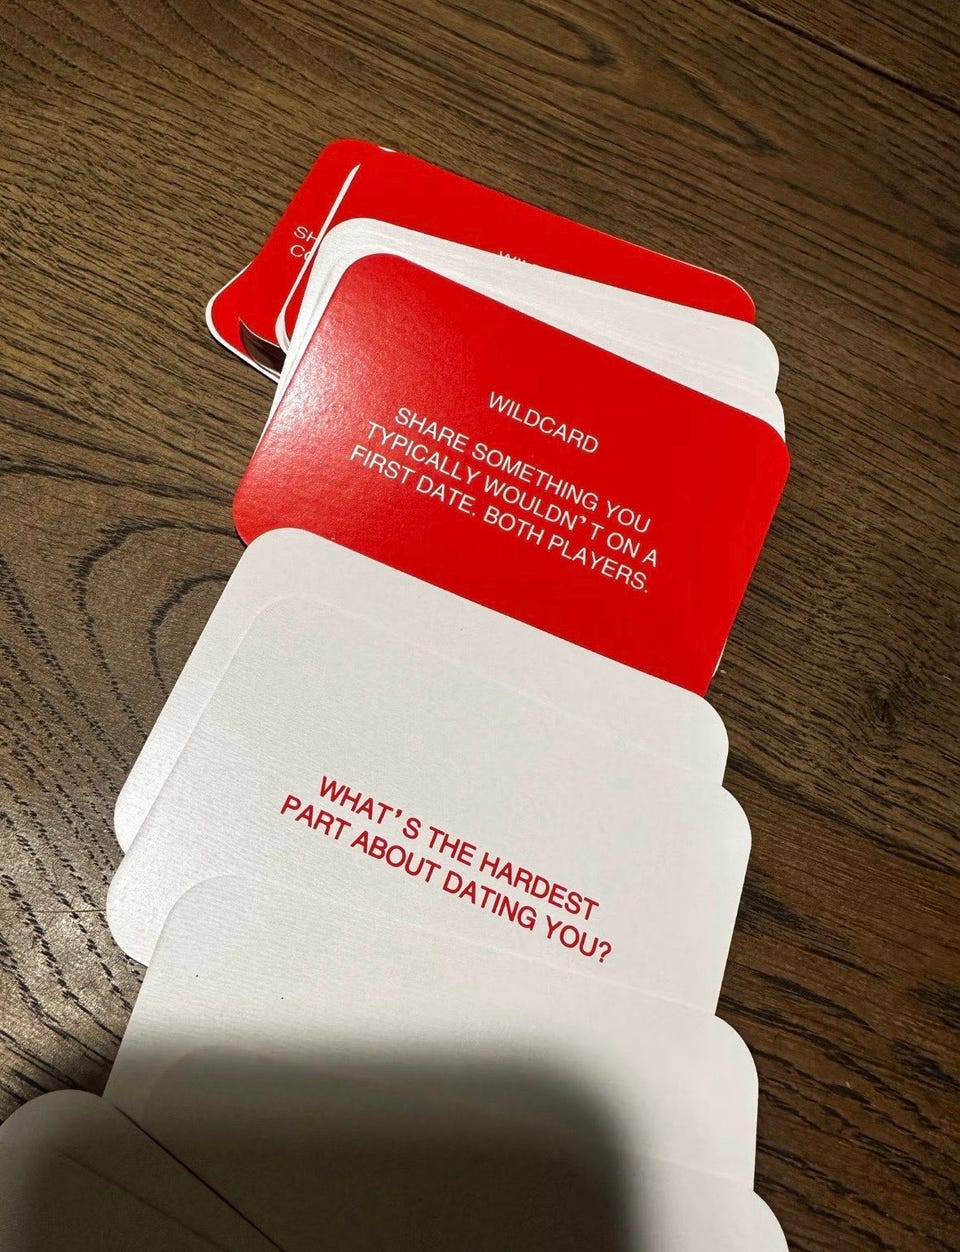 WILDCARD
SHARE SOMETHING YOU
TYPICALLY WOULDN'T ON A
FIRST DATE. BOTH PLAYERS.
WHAT'S THE HARDEST
PART ABOUT DATING YOU?